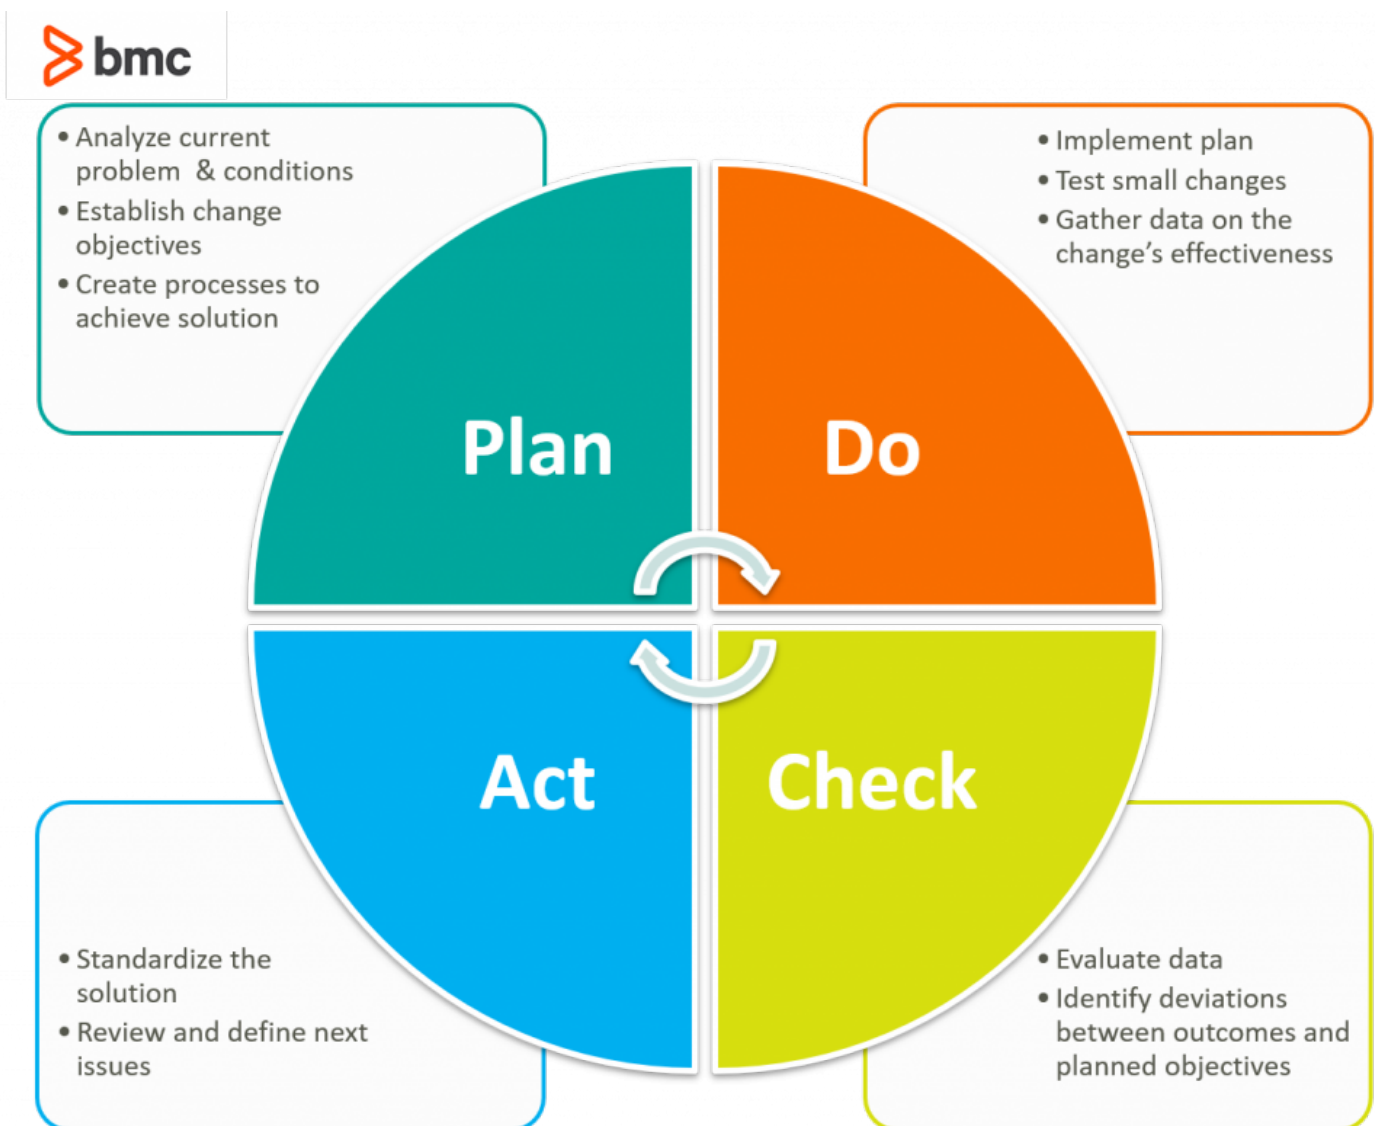 bmc
• Analyze current
problem & conditions
• Establish change
objectives
• Create processes to
achieve solution
• Implement plan
• Test small changes
• Gather data on the
change’s effectiveness
Plan
Do
Act
Check
• Standardize the
solution
• Review and define next
issues
• Evaluate data
• Identify deviations
between outcomes and
planned objectives